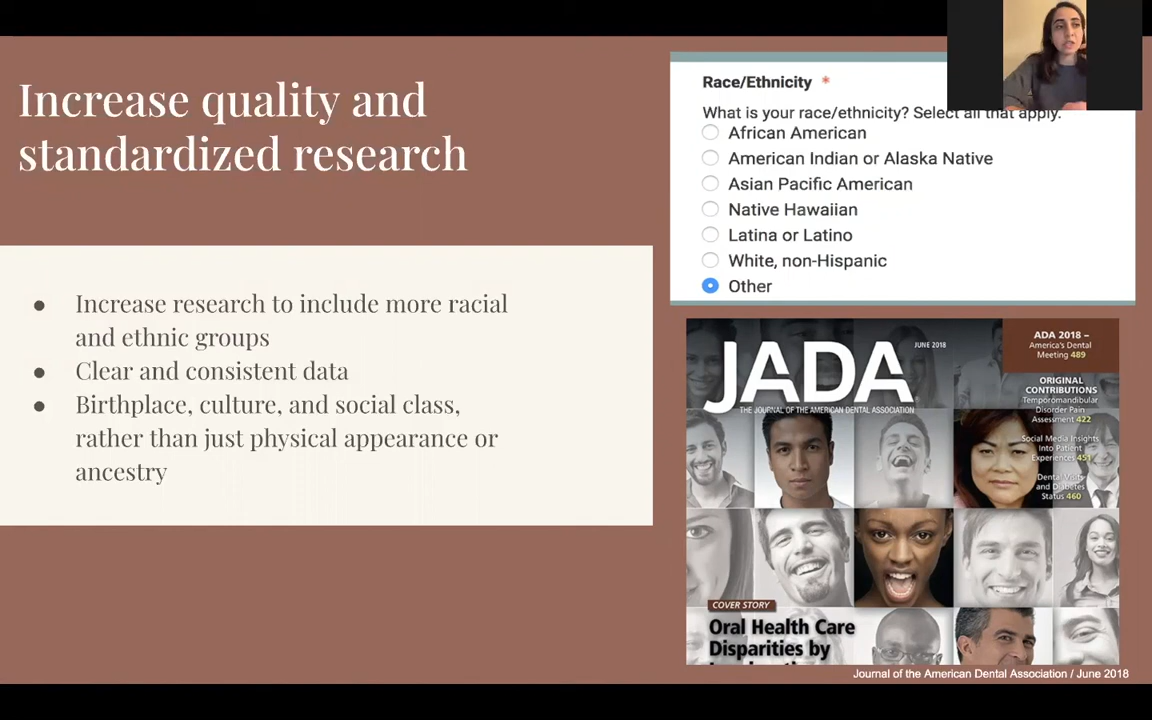 Increase quality and
standardized research
Increase research to include more racial
and ethnic groups
Clear and consistent data
Birthplace, culture, and social class,
rather than just physical appearance or
ancestry
Race/Ethnicity *
What is your race/ethnicity? Select all that apply.
African American
American Indian or Alaska Native
Asian Pacific American
Native Hawaiian
Latina or Latino
White, non-Hispanic
Other
JADA
JUNE 2018
THE JOURNAL OF THE AMERICAN DENTAL ASSOCIATION
ADA 2018 –
America's Dental
Meeting 489
ORIGINAL
CONTRIBUTIONS
Temporomandibular
Disorder Pain
Assessment 422
Social Media Insights
Into Patient
Experiences 451
Dental Visits
and Diabetes
Status 460
COVER STORY
Oral Health Care
Disparities by
Journal of the American Dental Association / June 2018